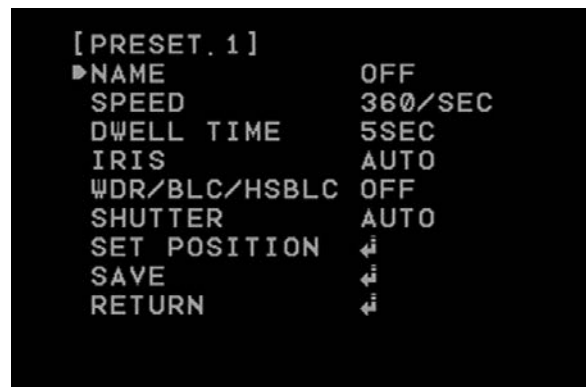 [PRESET.1]
NAME OFF
SPEED 360/SEC
DWELL TIME 5SEC
IRIS AUTO
WDR/BLC/HSBLC OFF
SHUTTER AUTO
SET POSITION ↲
SAVE ↲
RETURN ↲